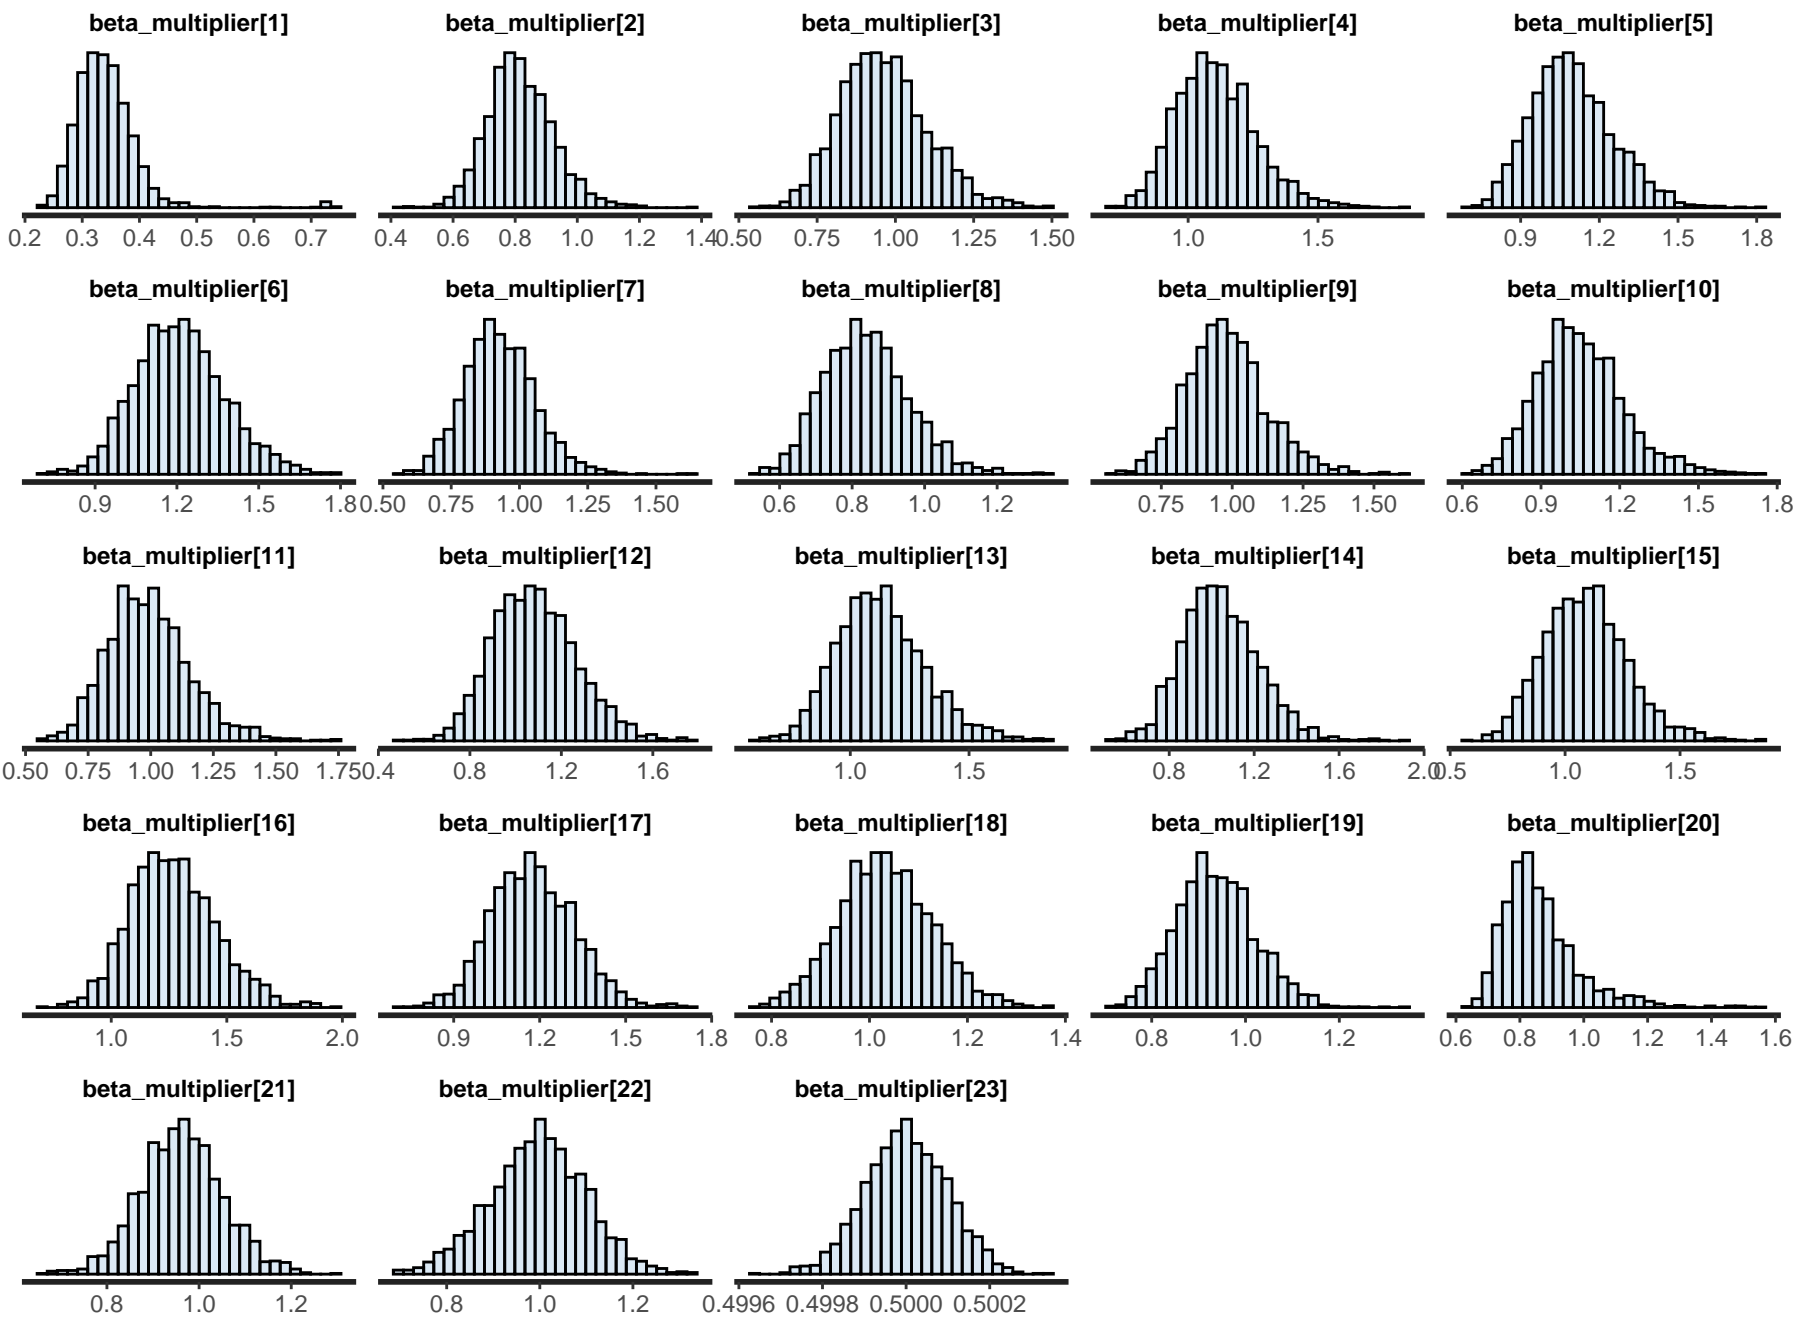 beta_multiplier[1] beta_multiplier[2] beta_multiplier[3] beta_multiplier[4] beta_multiplier[5]
0.2 0.3 0.4 0.5 0.6 0.7 0.4 0.6 0.8 1.0 1.2 1.4 0.50 0.75 1.00 1.25 1.50 1.0 1.5 0.9 1.2 1.5 1.8
beta_multiplier[6] beta_multiplier[7] beta_multiplier[8] beta_multiplier[9] beta_multiplier[10]
0.9 1.2 1.5 1.8 0.50 0.75 1.00 1.25 1.50 0.6 0.8 1.0 1.2 0.75 1.00 1.25 1.50 0.6 0.9 1.2 1.5 1.8
beta_multiplier[11] beta_multiplier[12] beta_multiplier[13] beta_multiplier[14] beta_multiplier[15]
0.50 0.75 1.00 1.25 1.50 1.75 0.4 0.8 1.2 1.6 1.0 1.5 0.8 1.2 1.6 2.0 0.5 1.0 1.5
beta_multiplier[16] beta_multiplier[17] beta_multiplier[18] beta_multiplier[19] beta_multiplier[20]
1.0 1.5 2.0 0.9 1.2 1.5 1.8 0.8 1.0 1.2 1.4 0.8 1.0 1.2 0.6 0.8 1.0 1.2 1.4 1.6
beta_multiplier[21] beta_multiplier[22] beta_multiplier[23]
0.8 1.0 1.2 0.8 1.0 1.2 0.4996 0.4998 0.5000 0.5002